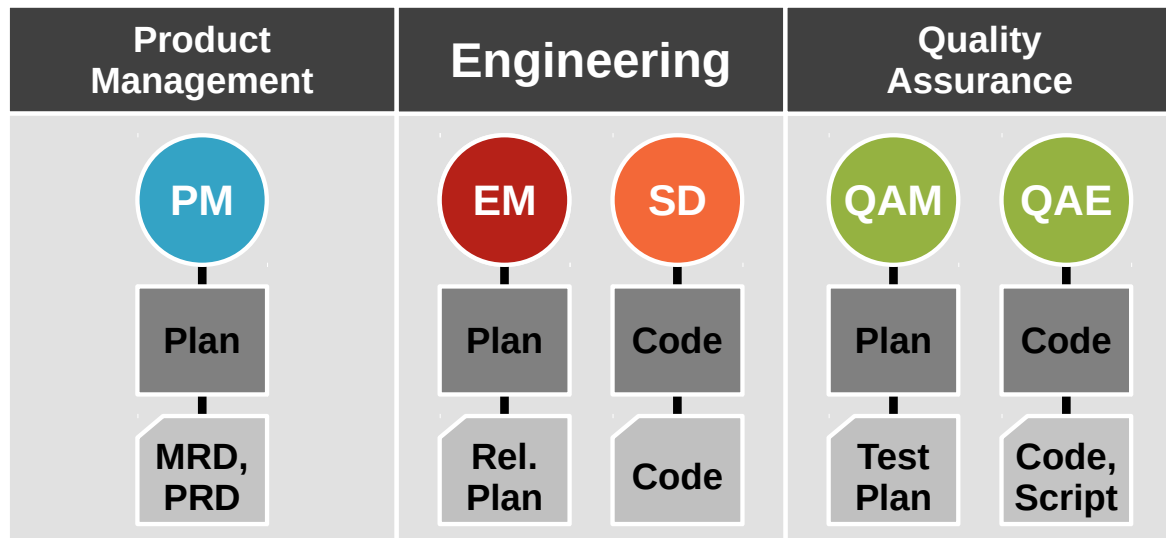 Product
Management
Engineering
Quality
Assurance
PM
EM
SD
QAM
QAE
Plan
Plan
Code
Plan
Code
MRD,
PRD
Rel.
Plan
Code
Test
Plan
Code,
Script